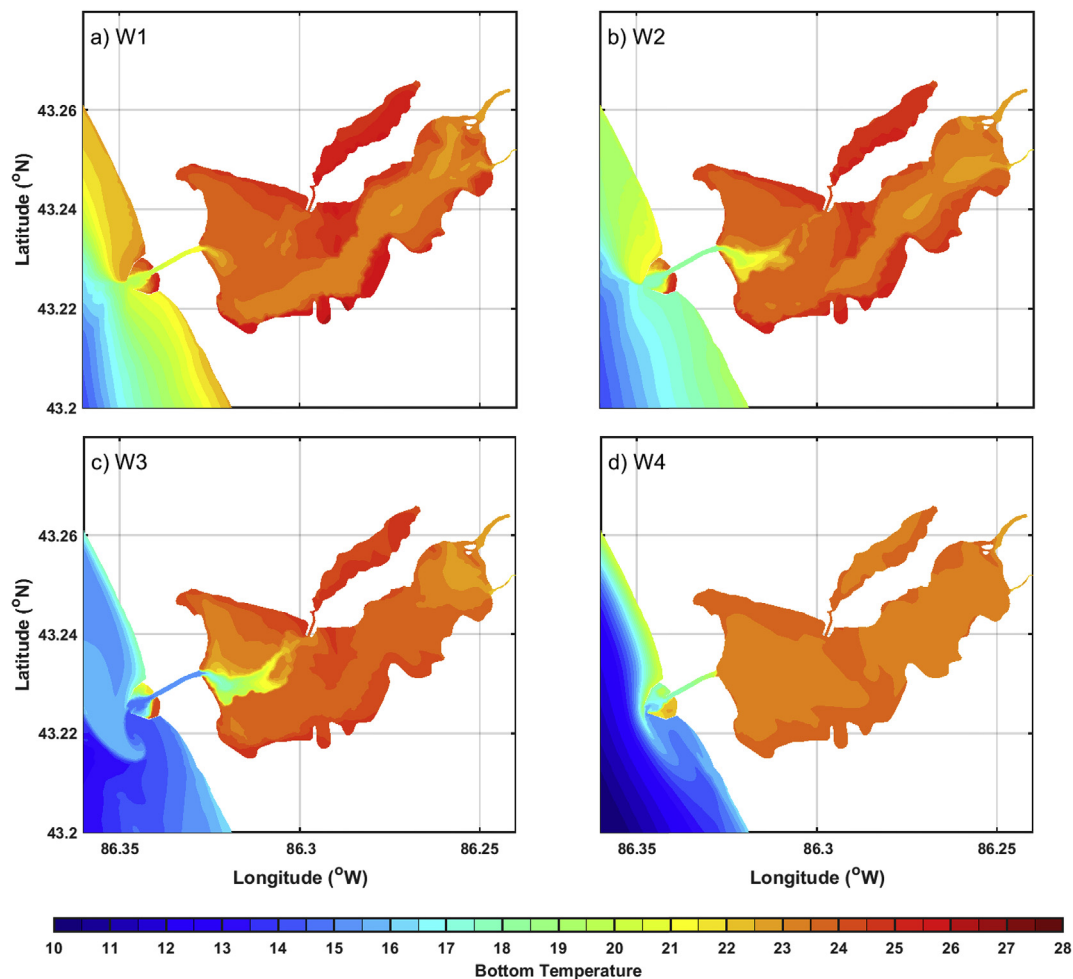 a) W1
b) W2
43.26
43.24
43.22
43.2
Latitude (°N)
c) W3
d) W4
43.26
43.24
43.22
43.2
Latitude (°N)
86.35 86.3 86.25
86.35 86.3 86.25
Longitude (°W)
Longitude (°W)
10 11 12 13 14 15 16 17 18 19 20 21 22 23 24 25 26 27 28
Bottom Temperature